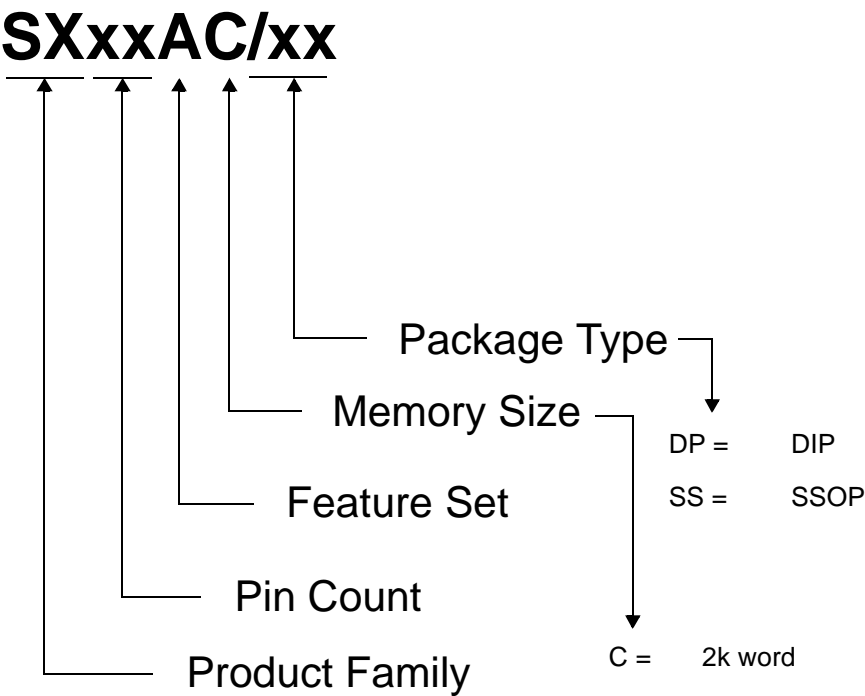 SXxxAC/xx
Package Type
Memory Size
DP = DIP
SS = SSOP
Feature Set
Pin Count
C = 2k word
Product Family